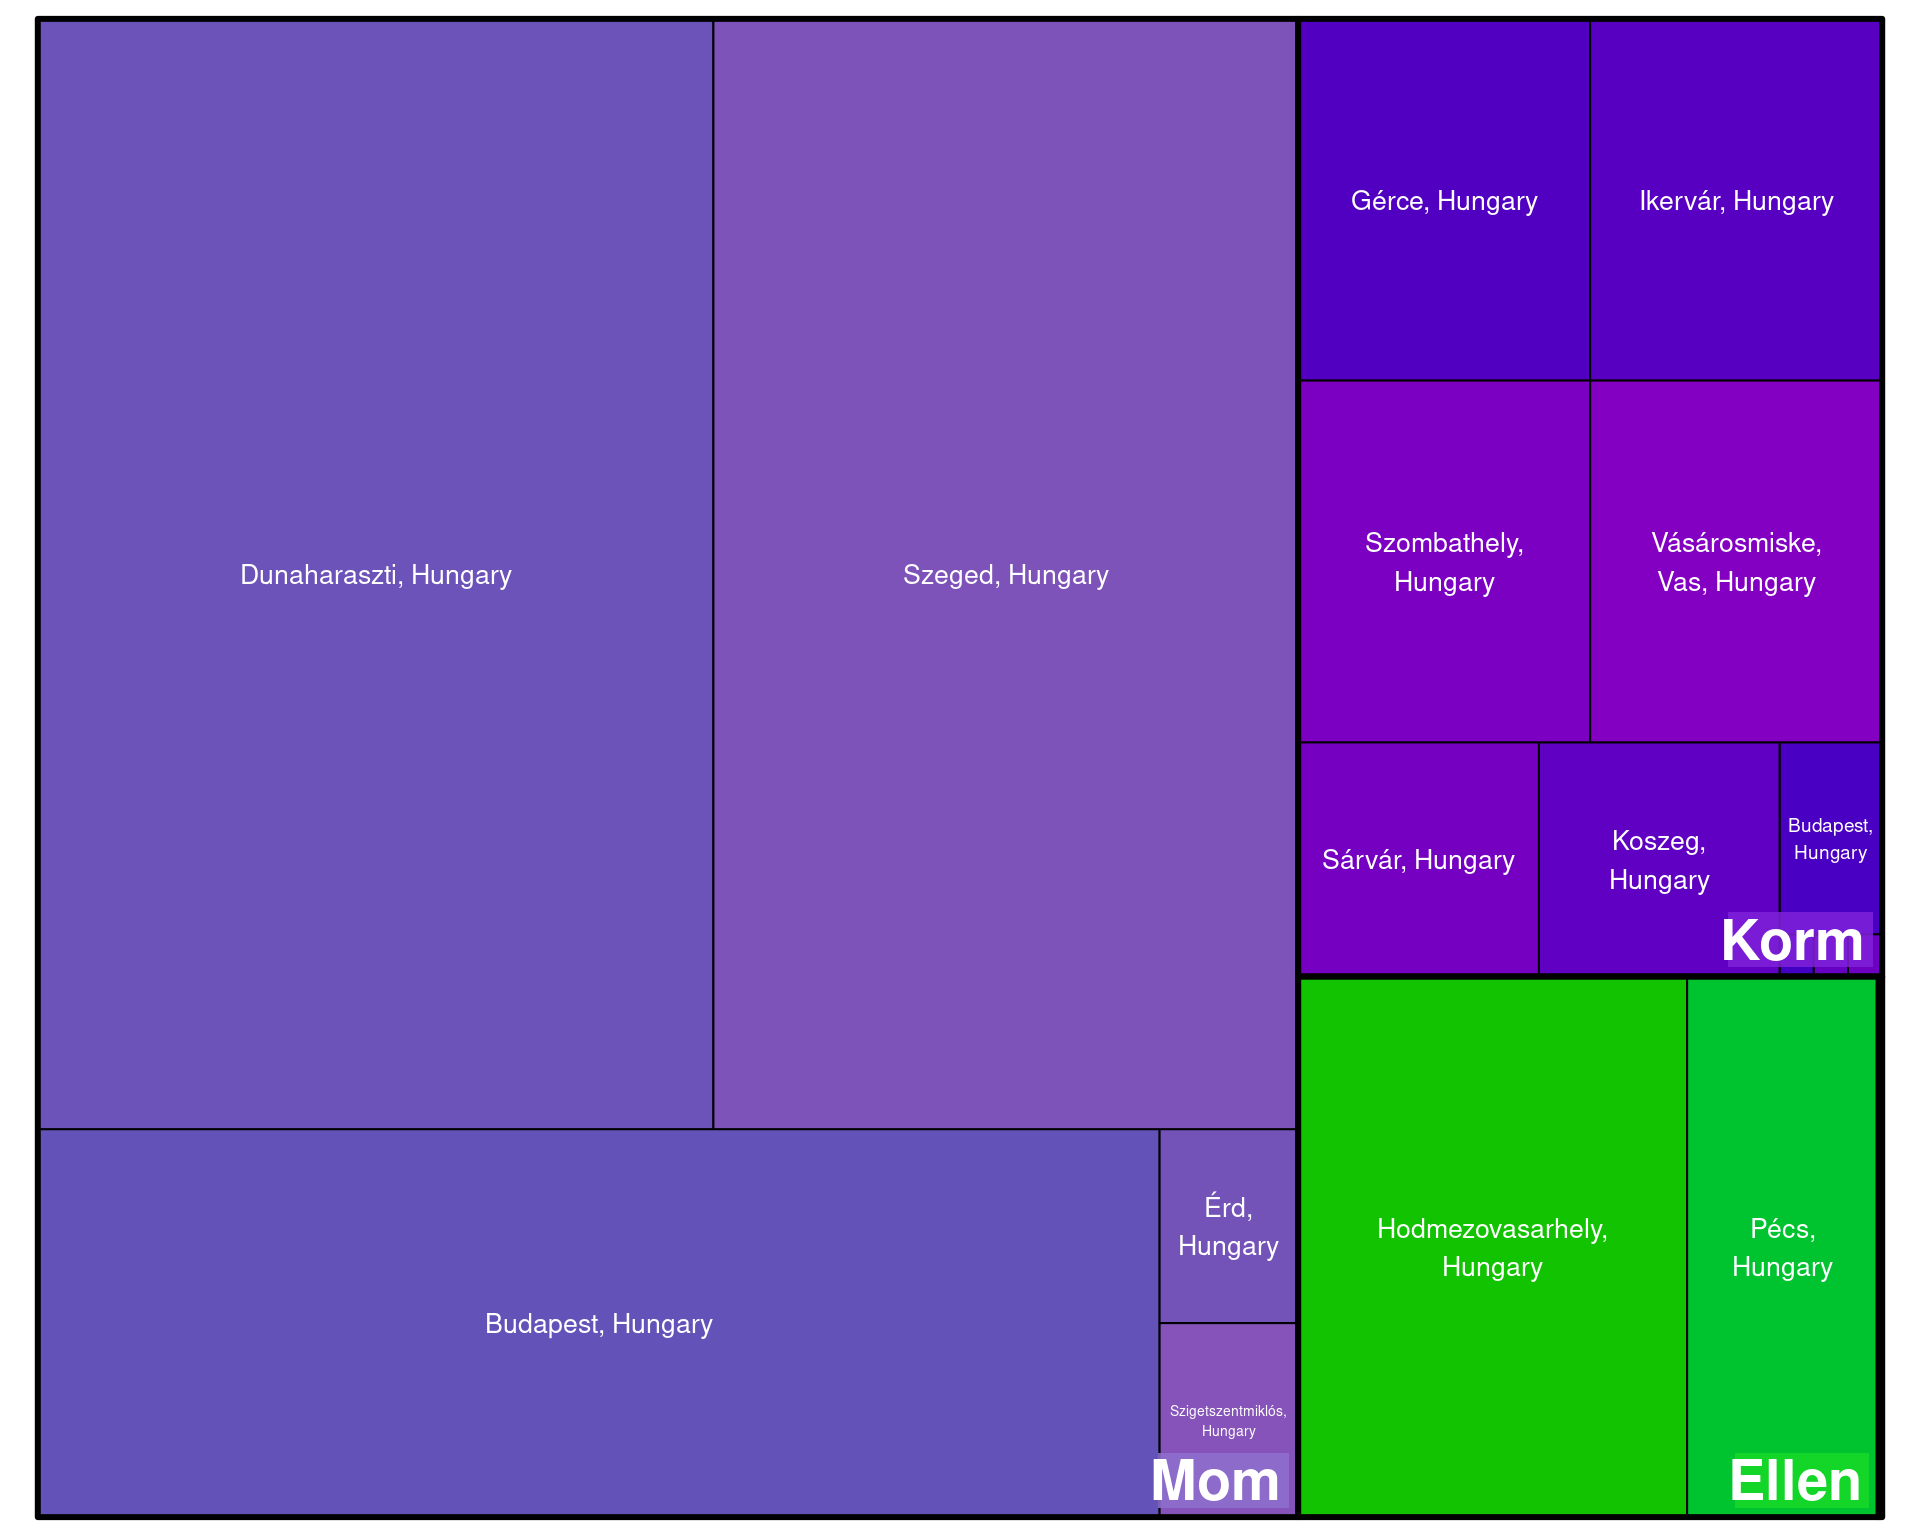 Dunaharaszti, Hungary
Szeged, Hungary
Budapest, Hungary
Érd,
Hungary
Szigetszentmiklós,
Hungary
Mom
Gérce, Hungary
Ikervár, Hungary
Szombathely,
Hungary
Vásárosmiske,
Vas, Hungary
Sárvár, Hungary
Koszeg,
Hungary
Budapest,
Hungary
Korm
Hodmezovasarhely,
Hungary
Pécs,
Hungary
Ellen